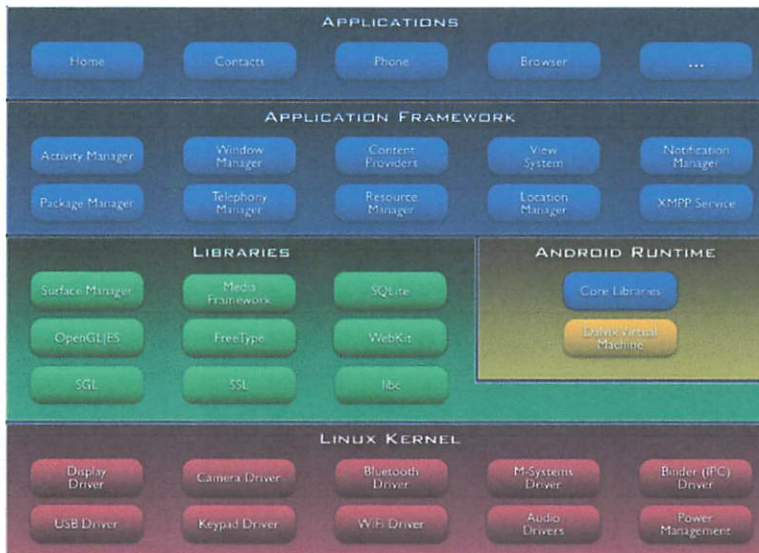 APPLICATIONS
Home
Contacts
Phone
Browser
...
APPLICATION FRAMEWORK
Activity Manager
Window
Manager
Content
Providers
View
System
Notification
Manager
Package Manager
Telephony
Manager
Resource
Manager
Location
Manager
XMPP Service
LIBRARIES
Surface Manager
Media
Framework
SQLite
OpenGL|ES
FreeType
WebKit
SGL
SSL
libc
ANDROID RUNTIME
Core Libraries
Dalvik Virtual
Machine
LINUX KERNEL
Display
Driver
Camera Driver
Bluetooth
Driver
M-Systems
Driver
Binder (IPC)
Driver
USB Driver
Keypad Driver
WiFi Driver
Audio
Drivers
Power
Management